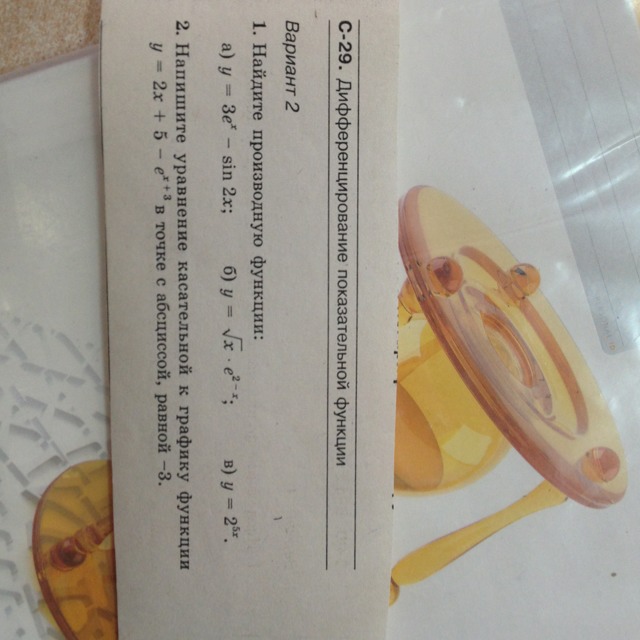 С-29. Дифференцирование показательной функции
Вариант 2
1. Найдите производную функции:
а) y = 3eˣ − sin 2x; б) y = √x · e²⁻ˣ; в) y = 2⁵ˣ.
2. Напишите уравнение касательной к графику функции
y = 2x + 5 − eˣ⁺³ в точке с абсциссой, равной −3.